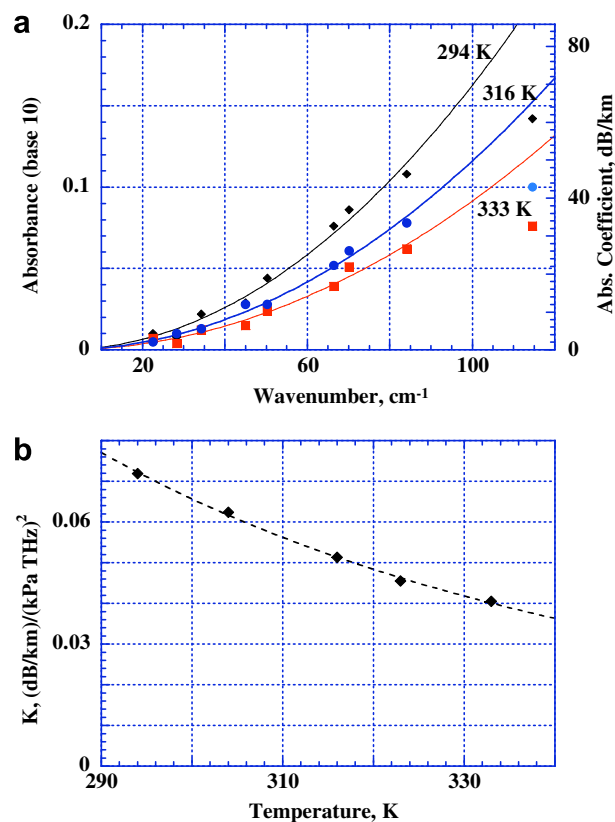 a
0.2
0.1
0
Absorbance (base 10)
294 K
316 K
333 K
80
40
0
Abs. Coefficient, dB/km
20
60
100
Wavenumber, cm-1
b
0.06
0.03
0
K, (dB/km)/(kPa THz)2
290
310
330
Temperature, K